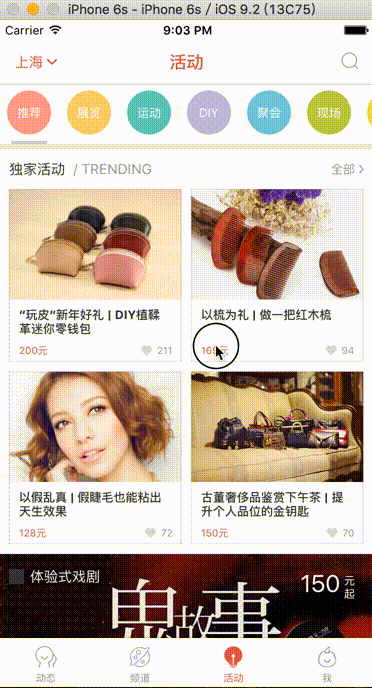 iPhone 6s - iPhone 6s / iOS 9.2 (13C75)
Carrier 9:03 PM
上海 活动
推荐 展览 运动 DIY 聚会 现场
独家活动 / TRENDING 全部
“玩皮”新年好礼 | DIY植鞣
革迷你零钱包
200元 211
以梳为礼 | 做一把红木梳
169元 94
以假乱真 | 假睫毛也能粘出
天生效果
128元 72
古董奢侈品鉴赏下午茶 | 提
升个人品位的金钥匙
150元 70
体验式戏剧
150 元
起
鬼故事
动态 频道 活动 我